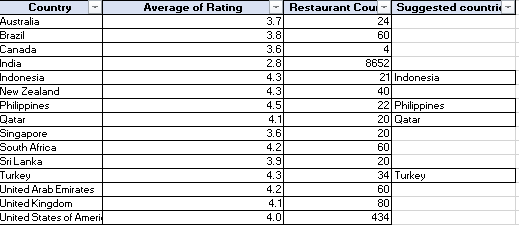 Country Average of Rating Restaurant Cou Suggested countri
Australia 3.7 24
Brazil 3.8 60
Canada 3.6 4
India 2.8 8652
Indonesia 4.3 21 Indonesia
New Zealand 4.3 40
Philippines 4.5 22 Philippines
Qatar 4.1 20 Qatar
Singapore 3.6 20
South Africa 4.2 60
Sri Lanka 3.9 20
Turkey 4.3 34 Turkey
United Arab Emirates 4.2 60
United Kingdom 4.1 80
United States of Ameri 4.0 434